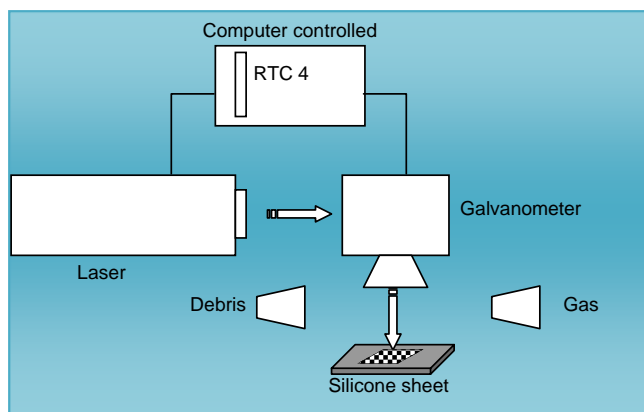 Computer controlled
RTC 4
Galvanometer
Laser
Debris
Gas
Silicone sheet